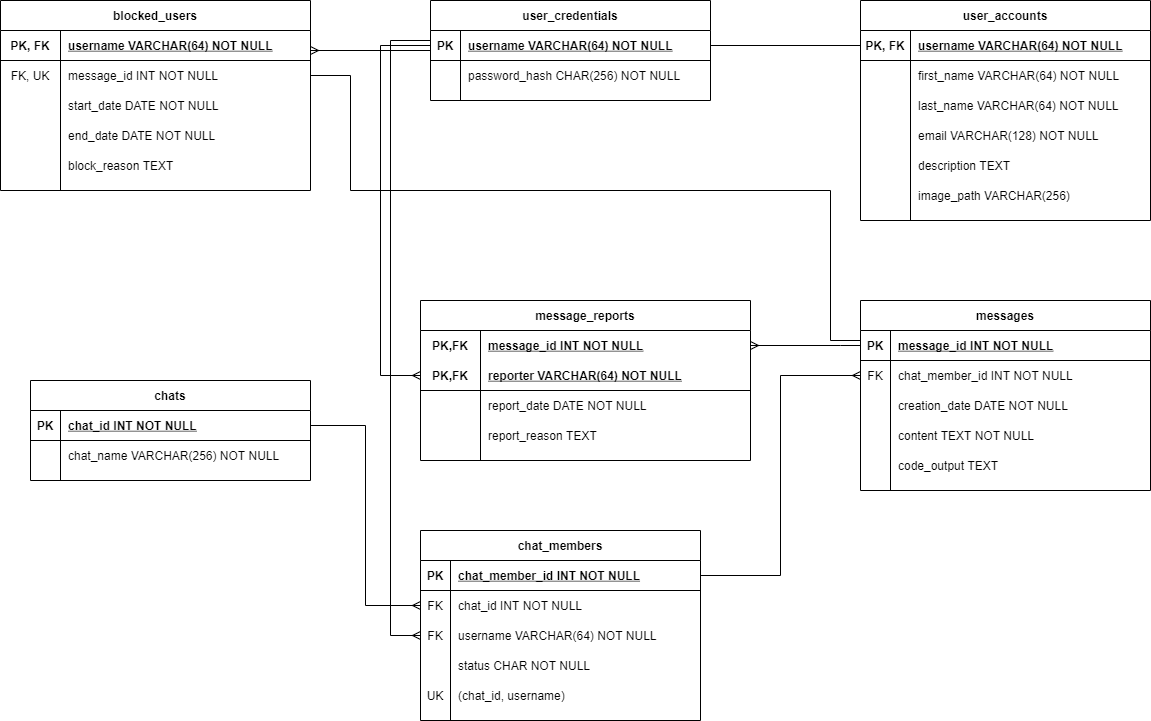 blocked_users
PK, FK username VARCHAR(64) NOT NULL
FK, UK message_id INT NOT NULL
start_date DATE NOT NULL
end_date DATE NOT NULL
block_reason TEXT
user_credentials
PK username VARCHAR(64) NOT NULL
password_hash CHAR(256) NOT NULL
user_accounts
PK, FK username VARCHAR(64) NOT NULL
first_name VARCHAR(64) NOT NULL
last_name VARCHAR(64) NOT NULL
email VARCHAR(128) NOT NULL
description TEXT
image_path VARCHAR(256)
message_reports
PK,FK message_id INT NOT NULL
PK,FK reporter VARCHAR(64) NOT NULL
report_date DATE NOT NULL
report_reason TEXT
messages
PK message_id INT NOT NULL
FK chat_member_id INT NOT NULL
creation_date DATE NOT NULL
content TEXT NOT NULL
code_output TEXT
chats
PK chat_id INT NOT NULL
chat_name VARCHAR(256) NOT NULL
chat_members
PK chat_member_id INT NOT NULL
FK chat_id INT NOT NULL
FK username VARCHAR(64) NOT NULL
status CHAR NOT NULL
UK (chat_id, username)